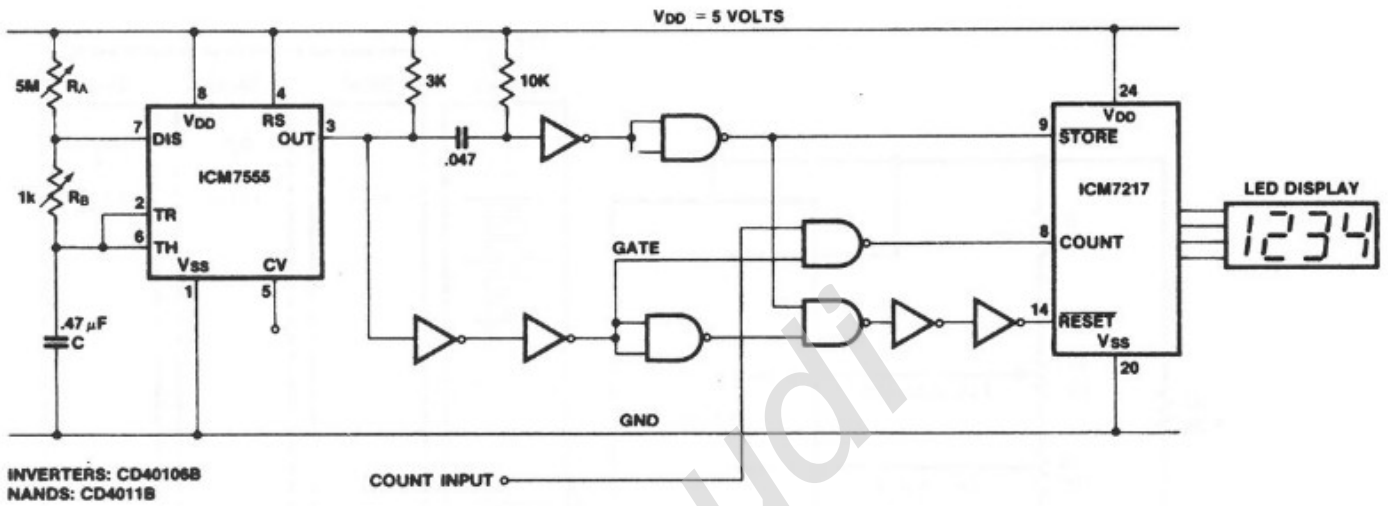 VDD = 5 VOLTS
5M RA
3K
10K
8
4
24
VDD
RS
VDD
7
DIS
OUT
3
9
STORE
.047
ICM7555
ICM7217
LED DISPLAY
1k RB
2
TR
1234
6
TH
GATE
8
COUNT
VSS
CV
1
5
14
RESET
.47 µF
C
VSS
20
GND
INVERTERS: CD40106B
NANDS: CD4011B
COUNT INPUT